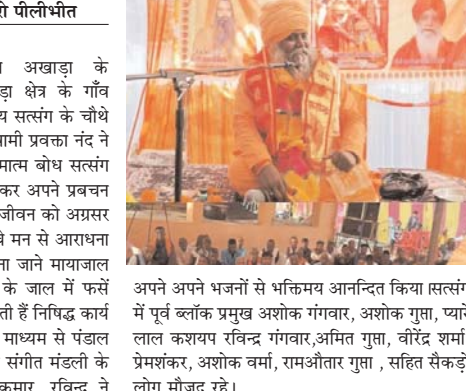 पीलीभीत
अखाड़ा के
क्षेत्र के गाँव
सत्संग के चौथे
प्रवक्ता नंद ने
बोध सत्संग
अपने प्रबचन
जीवन को अग्रसर
मन से आराधना
जाने मायाजाल
के जाल में फसें
हैं निषिद्ध कार्य
माध्यम से पंडाल
संगीत मंडली के
रविन्द्र ने
अपने अपने भजनों से भक्तिमय आनन्दित किया।सत्संग
में पूर्व ब्लॉक प्रमुख अशोक गंगवार, अशोक गुप्ता, प्यारे
लाल कशयप रविन्द्र गंगवार,अमित गुप्ता, वीरेंद्र शर्मा
प्रेमशंकर, अशोक वर्मा, रामऔतार गुप्ता , सहित सैकड़ों
लोग मौजूद रहे।